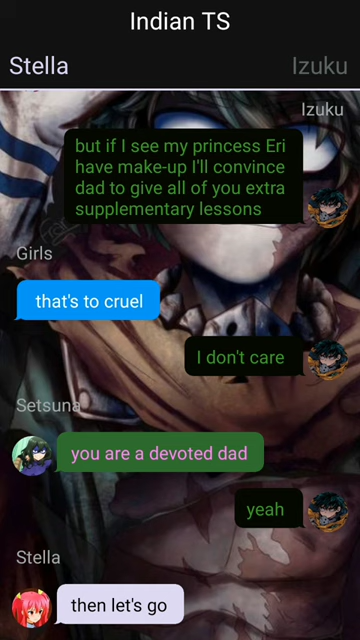 Indian TS
Stella Izuku
Izuku
but if I see my princess Eri
have make-up I'll convince
dad to give all of you extra
supplementary lessons
Girls
that's to cruel
I don't care
Setsuna
you are a devoted dad
yeah
Stella
then let's go